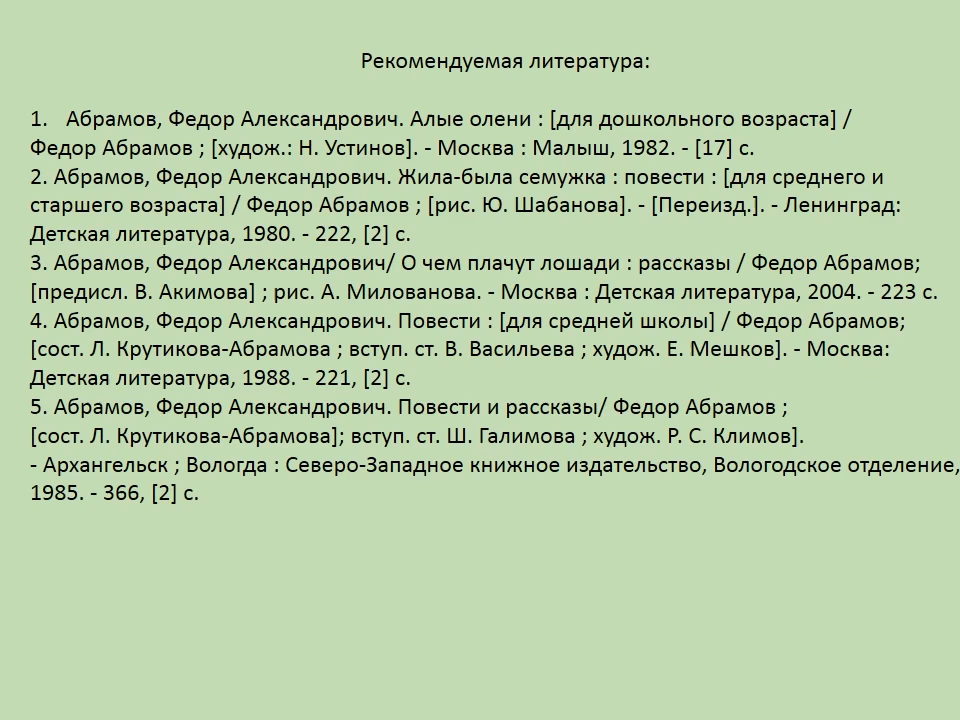 Рекомендуемая литература:
1. Абрамов, Федор Александрович. Алые олени : [для дошкольного возраста] /
Федор Абрамов ; [худож.: Н. Устинов]. - Москва : Малыш, 1982. - [17] с.
2. Абрамов, Федор Александрович. Жила-была семужка : повести : [для среднего и
старшего возраста] / Федор Абрамов ; [рис. Ю. Шабанова]. - [Переизд.]. - Ленинград:
Детская литература, 1980. - 222, [2] с.
3. Абрамов, Федор Александрович/ О чем плачут лошади : рассказы / Федор Абрамов;
[предисл. В. Акимова] ; рис. А. Милованова. - Москва : Детская литература, 2004. - 223 с.
4. Абрамов, Федор Александрович. Повести : [для средней школы] / Федор Абрамов;
[сост. Л. Крутикова-Абрамова ; вступ. ст. В. Васильева ; худож. Е. Мешков]. - Москва:
Детская литература, 1988. - 221, [2] с.
5. Абрамов, Федор Александрович. Повести и рассказы/ Федор Абрамов ;
[сост. Л. Крутикова-Абрамова]; вступ. ст. Ш. Галимова ; худож. Р. С. Климов].
- Архангельск ; Вологда : Северо-Западное книжное издательство, Вологодское отделение,
1985. - 366, [2] с.